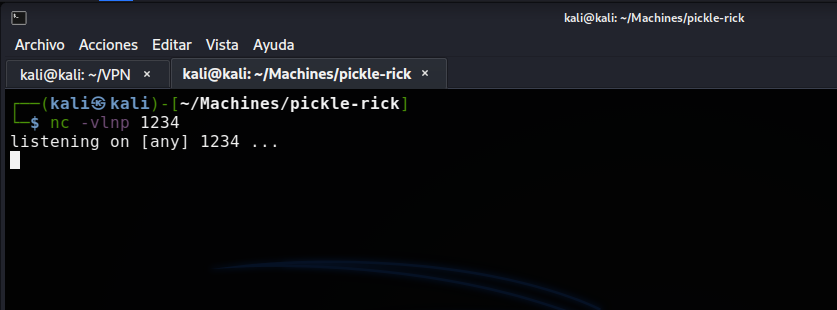 kali@kali: ~/Machines/pickle-rick
Archivo Acciones Editar Vista Ayuda
kali@kali: ~/VPN × kali@kali: ~/Machines/pickle-rick ×
┌──(kali㉿kali)-[~/Machines/pickle-rick]
└─$ nc -vlnp 1234
listening on [any] 1234 ...